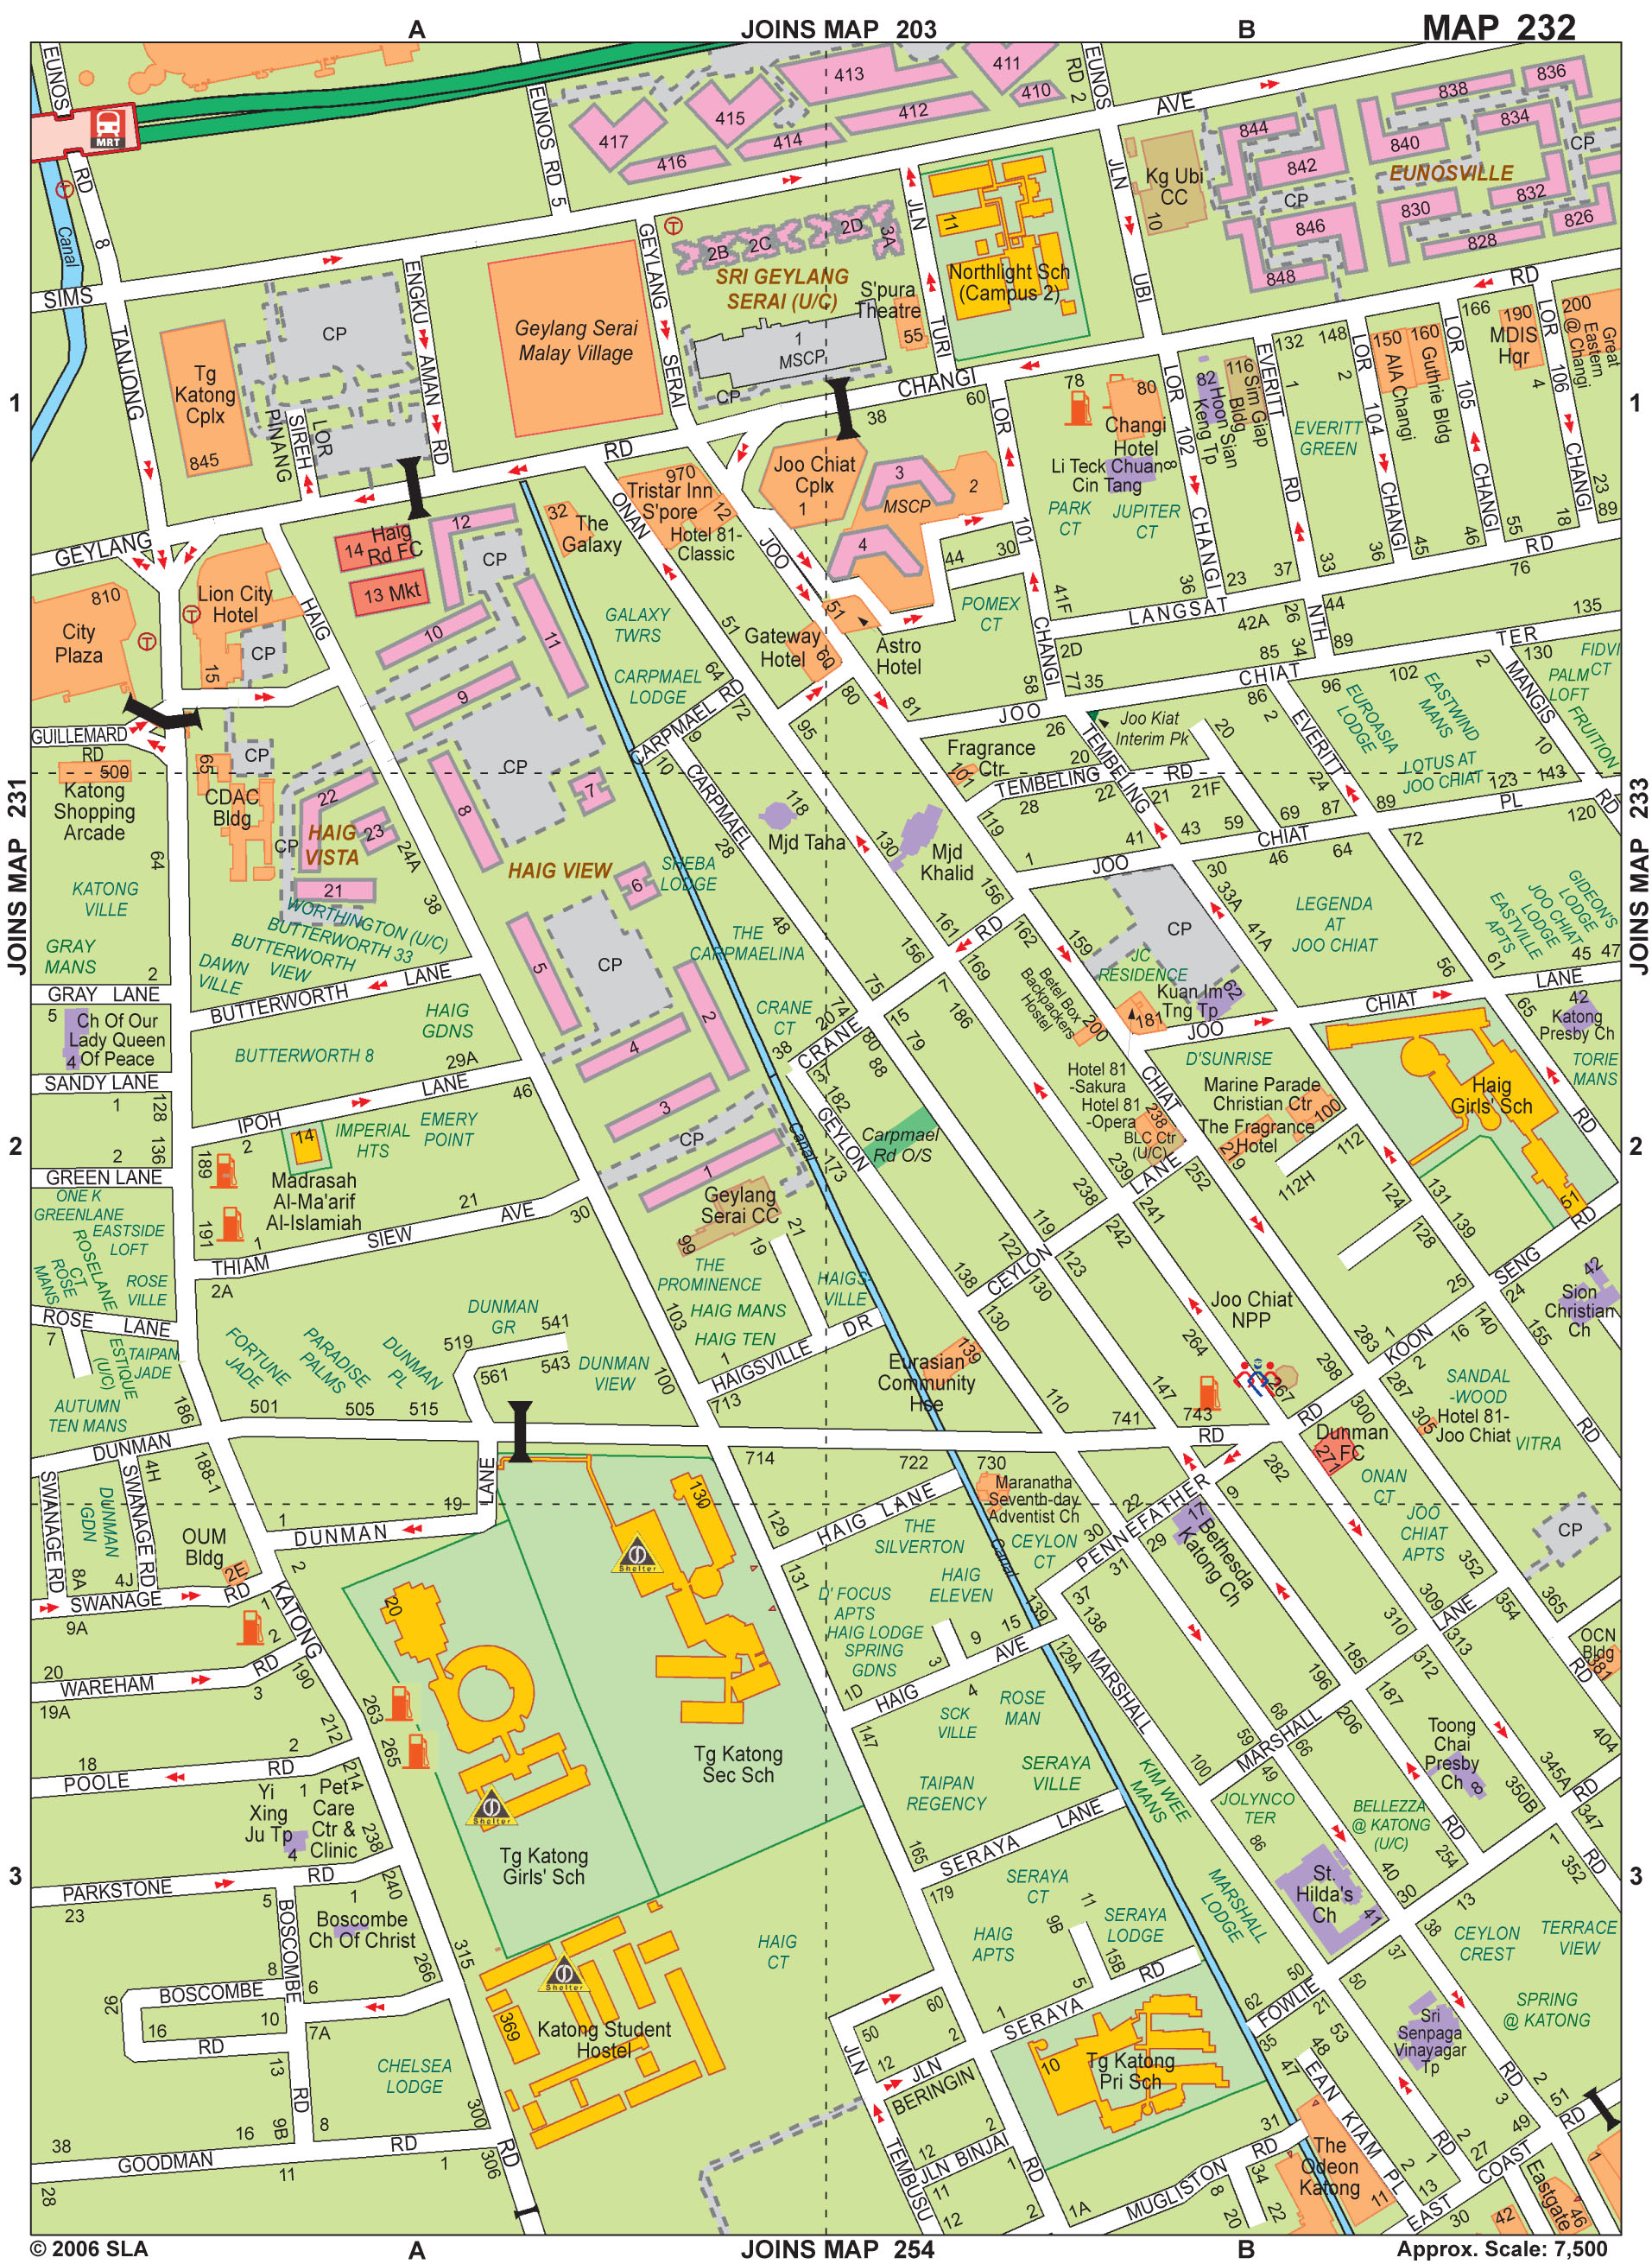 A
JOINS MAP 203
B
MAP 232
EUNOS
MRT
RD
8
Canal
EUNOS RD 5
417
415
413
416
414
412
411
410
RD 2
EUNOS
AVE
838
836
844
842
840
834
CP
Kg Ubi
CC
10
EUNOSVILLE
CP
846
830
832
826
828
848
JLN
UBI
RD
SIMS
TANJONG
ENGKU
AMAN
RD
CP
Tg
Katong
Cplx
845
LOR
SIREH
PINANG
Geylang Serai
Malay Village
GEYLANG
SERAI
2B
2C
2D
3A
SRI GEYLANG
SERAI (U/C)
S'pura
Theatre
55
1
MSCP
CP
JLN
TURI
11
Northlight Sch
(Campus 2)
CHANGI
38
60
78
80
Changi
Hotel
Li Teck Chuan
Cin Tang
8
PARK
CT
JUPITER
CT
LOR
102
CHANGI
82
Hoon Sian
Keng Tp
116
Sim Giap
Bldg
EVERITT
RD
132
148
1
2
EVERITT
GREEN
LOR
104
CHANGI
150
AIA Changi
160
Guthrie Bldg
LOR
105
CHANGI
166
190
MDIS
Hqr
4
LOR
106
CHANGI
200
Great
Eastern
@ Changi
23
89
18
55
46
45
36
33
37
23
36
RD
76
1
1
GEYLANG
RD
14
Haig
Rd FC
13 Mkt
12
CP
11
10
9
32
The
Galaxy
ONAN
970
Tristar Inn
S'pore
12
Hotel 81-
Classic
JOO
Joo Chiat
Cplx
1
3
MSCP
2
4
44
30
101
LOR
CHANGI
41F
POMEX
CT
LANGSAT
42A
26
34
NTH
44
89
135
TER
FIDVI
CT
PALM
LOFT
FRUITION
130
2
MANGIS
10
RD
810
City
Plaza
Lion City
Hotel
15
CP
HAIG
GALAXY
TWRS
CARPMAEL
LODGE
51
64
Gateway
Hotel
60
51
Astro
Hotel
80
81
95
58
77
2D
35
85
CHIAT
86
2
96
102
JOO
26
Joo Kiat
Interim Pk
EUROASIA
LODGE
EASTWIND
MANS
LOTUS AT
JOO CHIAT
123
143
PL
120
GUILLEMARD
RD
500
Katong
Shopping
Arcade
65
CP
CDAC
Bldg
22
23
24A
HAIG
VISTA
CP
21
CP
8
7
CARPMAEL RD
72
9
10
CARPMAEL
28
48
Fragrance
Ctr
101
TEMBELING
RD
20
28
22
21
21F
TEMBELING
20
EVERITT
24
87
89
69
59
43
41
119
1
JOO
CHIAT
30
46
64
72
118
Mjd Taha
130
Mjd
Khalid
156
HAIG VIEW
6
SHEBA
LODGE
64
KATONG
VILLE
GRAY
MANS
2
38
WORTHINGTON (U/C)
BUTTERWORTH 33
BUTTERWORTH
VIEW
DAWN
VILLE
5
CP
2
THE
CARPMAELINA
CRANE
CT
161
156
RD
162
169
159
CP
JC
RESIDENCE
Kuan Im
Tng Tp
62
33A
41A
LEGENDA
AT
JOO CHIAT
56
61
GIDEON'S
LODGE
JOO CHIAT
LODGE
EASTVILLE
APTS
45
47
LANE
65
42
Katong
Presby Ch
TORIE
MANS
GRAY LANE
5
Ch Of Our
Lady Queen
4 Of Peace
80
SANDY LANE
BUTTERWORTH
LANE
HAIG
GDNS
BUTTERWORTH 8
29A
46
4
3
CP
1
75
74
20
38
37
CRANE
15
7
80
88
79
186
Betel Box
Backpackers
Hostel
200
181
JOO
CHIAT
D'SUNRISE
Marine Parade
Christian Ctr
100
The Fragrance
Hotel
219
112
112H
Haig
Girls' Sch
51
RD
1
128
136
2
GREEN LANE
IPOH
LANE
2
14
IMPERIAL
HTS
EMERY
POINT
Madrasah
Al-Ma'arif
Al-Islamiah
189
191
182
CEYLON
173
Canal
Carpmael
Rd O/S
Hotel 81
-Sakura
Hotel 81
-Opera
238
BLC Ctr
(U/C)
CHIAT
239
LANE
252
241
242
238
2
2
ONE K
GREENLANE
EASTSIDE
LOFT
ROSELANE
CT
ROSE
MANS
ROSE
VILLE
1
THIAM
SIEW
AVE
2A
21
30
Geylang
Serai CC
99
19
21
THE
PROMINENCE
HAIGS-
VILLE
HAIG MANS
HAIG TEN
103
119
122
123
CEYLON
130
138
130
124
128
131
139
SENG
RD
25
24
42
Sion
Christian
Ch
Joo Chiat
NPP
264
267
298
283
1
KOON
16
140
155
2
287
SANDAL
-WOOD
305
Hotel 81-
Joo Chiat
VITRA
RD
ROSE
LANE
7
ESTIQUE
(U/C)
TAIPAN
JADE
AUTUMN
TEN MANS
186
FORTUNE
JADE
PARADISE
PALMS
DUNMAN
PL
DUNMAN
GR
519
541
561
543
DUNMAN
VIEW
100
1
HAIGSVILLE
DR
713
139
Eurasian
Community
Hse
110
147
741
743
RD
300
Dunman
FC
271
ONAN
CT
282
DUNMAN
501
505
515
188-1
714
722
730
Maranatha
Seventh-day
Adventist Ch
CEYLON
CT
30
22
PENNEFATHER
RD
9
29
31
17
Bethesda
Katong Ch
JOO
CHIAT
APTS
352
CP
SWANAGE RD
DUNMAN
GDN
SWANAGE RD
4H
OUM
Bldg
2E
8A
4J
SWANAGE
RD
9A
19
LANE
1
DUNMAN
2
KATONG
130
Shelter
129
131
HAIG LANE
THE
SILVERTON
HAIG
ELEVEN
D' FOCUS
APTS
HAIG LODGE
SPRING
GDNS
1D
3
9
15
HAIG
AVE
139
129A
Canal
37
138
MARSHALL
310
309
LANE
313
354
365
OCN
Bldg
381
RD
1
2
20
WAREHAM
RD
19A
3
190
212
263
265
20
Shelter
Tg Katong
Sec Sch
Tg Katong
Girls' Sch
147
4
SCK
VILLE
ROSE
MAN
SERAYA
VILLE
TAIPAN
REGENCY
165
SERAYA
LANE
KIM WEE
MANS
100
59
68
MARSHALL
66
49
196
185
206
187
312
Toong
Chai
Presby
Ch
8
RD
350B
345A
RD
404
347
18
POOLE
RD
2
214
Yi
Xing
Ju Tp
4
1
Pet
Care
Ctr &
Clinic
238
240
JOLYNCO
TER
86
BELLEZZA
@ KATONG
(U/C)
254
St.
Hilda's
Ch
41
40
30
13
1
352
RD
3
3
PARKSTONE
RD
23
5
1
BOSCOMBE
Boscombe
Ch Of Christ
266
315
8
6
26
BOSCOMBE
16
10
7A
RD
13
RD
CHELSEA
LODGE
300
9B
8
16
38
GOODMAN
RD
11
1
306
28
RD
Shelter
369
Katong Student
Hostel
HAIG
CT
179
SERAYA
CT
HAIG
APTS
9B
11
SERAYA
LODGE
15B
5
MARSHALL
LODGE
SERAYA
RD
1
60
50
12
2
JLN
JLN
BERINGIN
TEMBUSU
12
2
JLN BINJAI
11
1
12
2
RD
10
Tg Katong
Pri Sch
1A
MUGLISTON
RD
31
34
8
20
22
62
50
FOWLIE
21
35
47
48
53
50
37
38
EAN
KIAM
PL
CEYLON
CREST
TERRACE
VIEW
SPRING
@ KATONG
Sri
Senpaga
Vinayagar
Tp
RD
RD
2
3
51
49
27
2
1
13
2
The
Odeon
Katong
11
EAST
COAST
RD
30
42
Eastgate
46
1
JOINS MAP 231
JOINS MAP 233
© 2006 SLA
A
JOINS MAP 254
B
Approx. Scale: 7,500